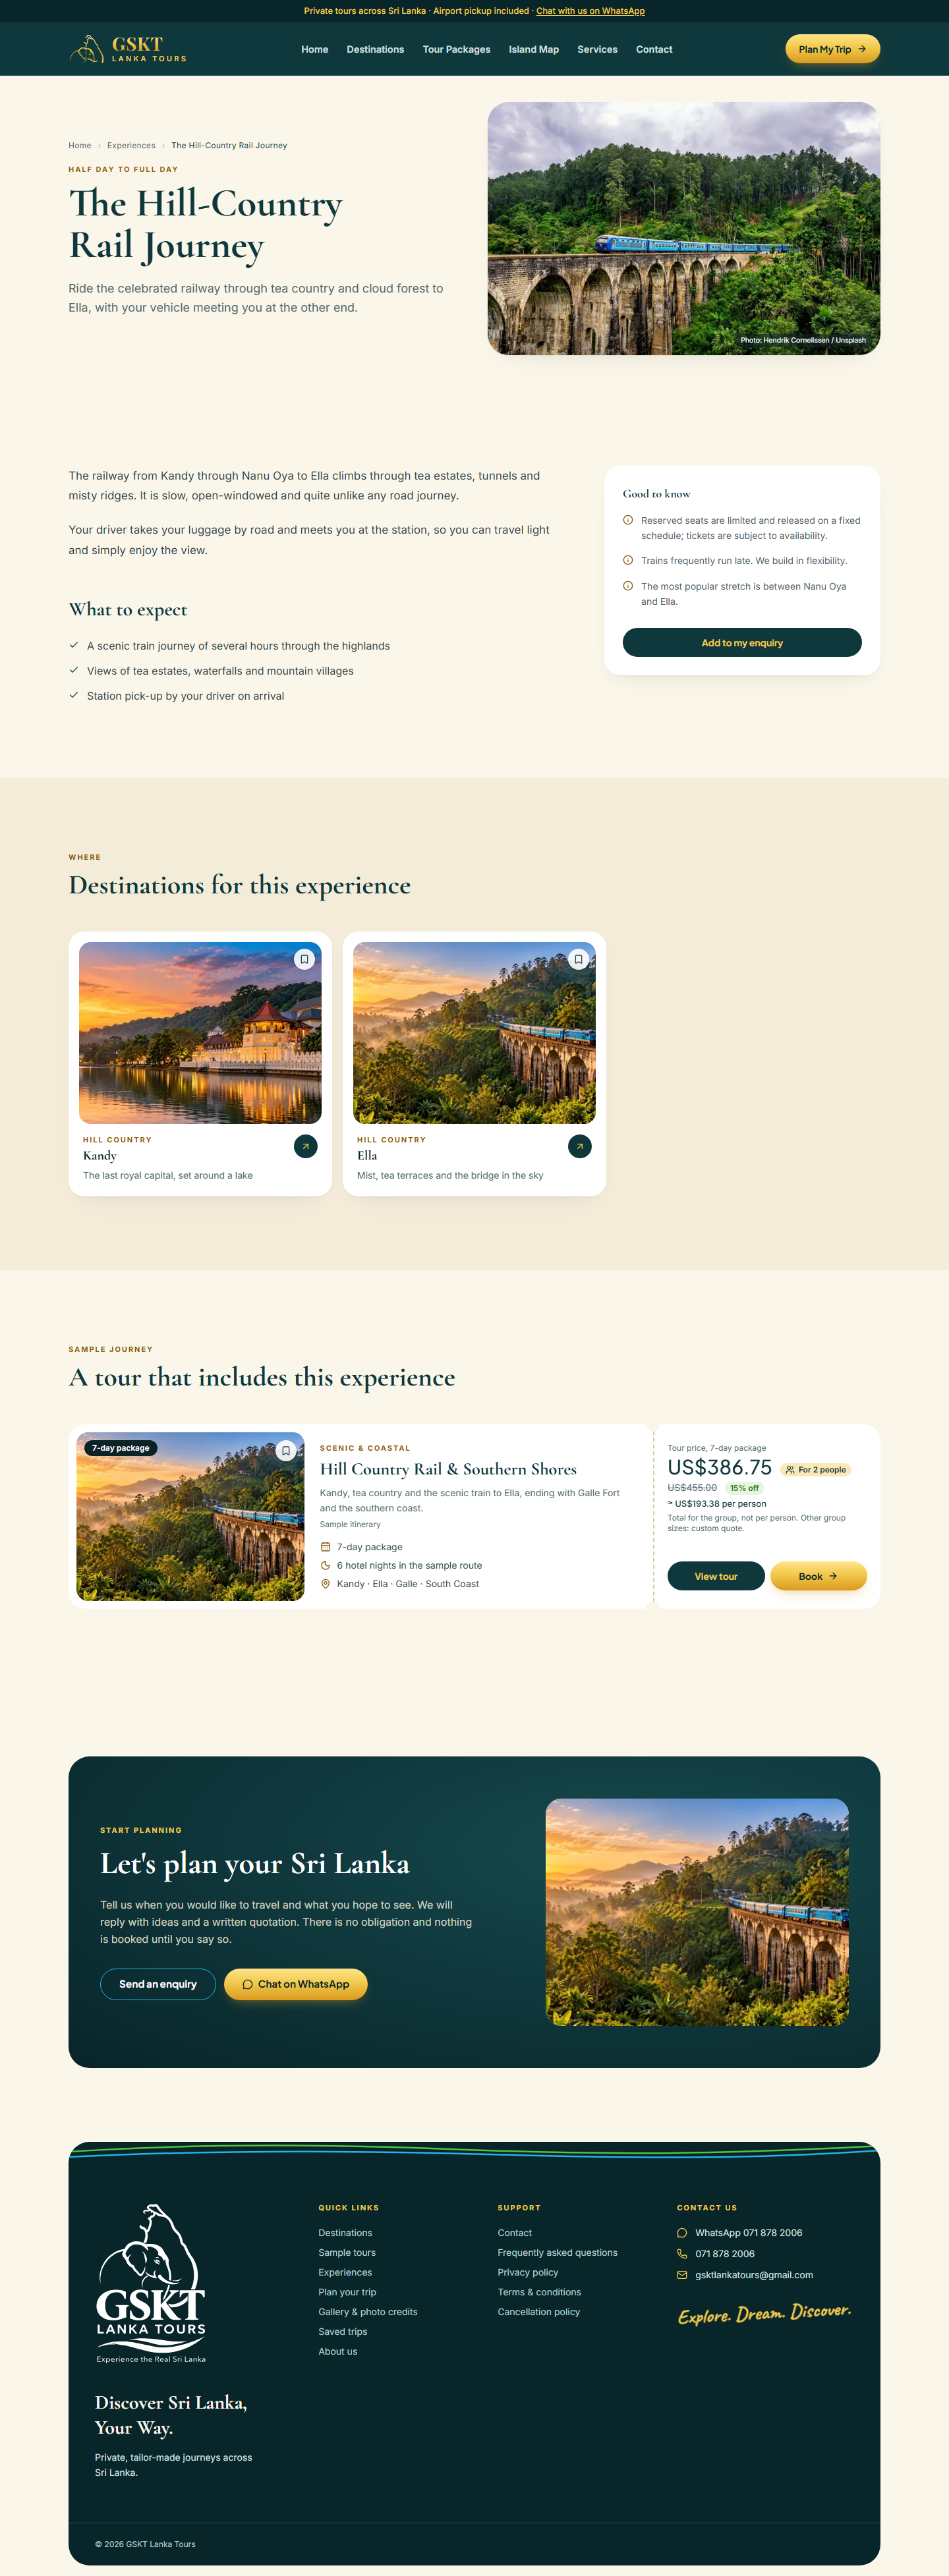 Private tours across Sri Lanka · Airport pickup included · Chat with us on WhatsApp
GSKT
LANKA TOURS
Home
Destinations
Tour Packages
Island Map
Services
Contact
Plan My Trip
Home
Experiences
The Hill-Country Rail Journey
HALF DAY TO FULL DAY
The Hill-Country
Rail Journey
Ride the celebrated railway through tea country and cloud forest to
Ella, with your vehicle meeting you at the other end.
Photo: Hendrik Cornelissen / Unsplash
The railway from Kandy through Nanu Oya to Ella climbs through tea estates, tunnels and
misty ridges. It is slow, open-windowed and quite unlike any road journey.
Your driver takes your luggage by road and meets you at the station, so you can travel light
and simply enjoy the view.
What to expect
A scenic train journey of several hours through the highlands
Views of tea estates, waterfalls and mountain villages
Station pick-up by your driver on arrival
Good to know
Reserved seats are limited and released on a fixed
schedule; tickets are subject to availability.
Trains frequently run late. We build in flexibility.
The most popular stretch is between Nanu Oya
and Ella.
Add to my enquiry
WHERE
Destinations for this experience
HILL COUNTRY
Kandy
The last royal capital, set around a lake
HILL COUNTRY
Ella
Mist, tea terraces and the bridge in the sky
SAMPLE JOURNEY
A tour that includes this experience
7-day package
SCENIC & COASTAL
Hill Country Rail & Southern Shores
Kandy, tea country and the scenic train to Ella, ending with Galle Fort
and the southern coast.
Sample itinerary
7-day package
6 hotel nights in the sample route
Kandy · Ella · Galle · South Coast
Tour price, 7-day package
US$386.75
For 2 people
US$455.00
15% off
≈ US$193.38 per person
Total for the group, not per person. Other group
sizes: custom quote.
View tour
Book
START PLANNING
Let's plan your Sri Lanka
Tell us when you would like to travel and what you hope to see. We will
reply with ideas and a written quotation. There is no obligation and nothing
is booked until you say so.
Send an enquiry
Chat on WhatsApp
GSKT
LANKA TOURS
Experience the Real Sri Lanka
Discover Sri Lanka,
Your Way.
Private, tailor-made journeys across
Sri Lanka.
QUICK LINKS
Destinations
Sample tours
Experiences
Plan your trip
Gallery & photo credits
Saved trips
About us
SUPPORT
Contact
Frequently asked questions
Privacy policy
Terms & conditions
Cancellation policy
CONTACT US
WhatsApp 071 878 2006
071 878 2006
gsktlankatours@gmail.com
Explore. Dream. Discover.
© 2026 GSKT Lanka Tours